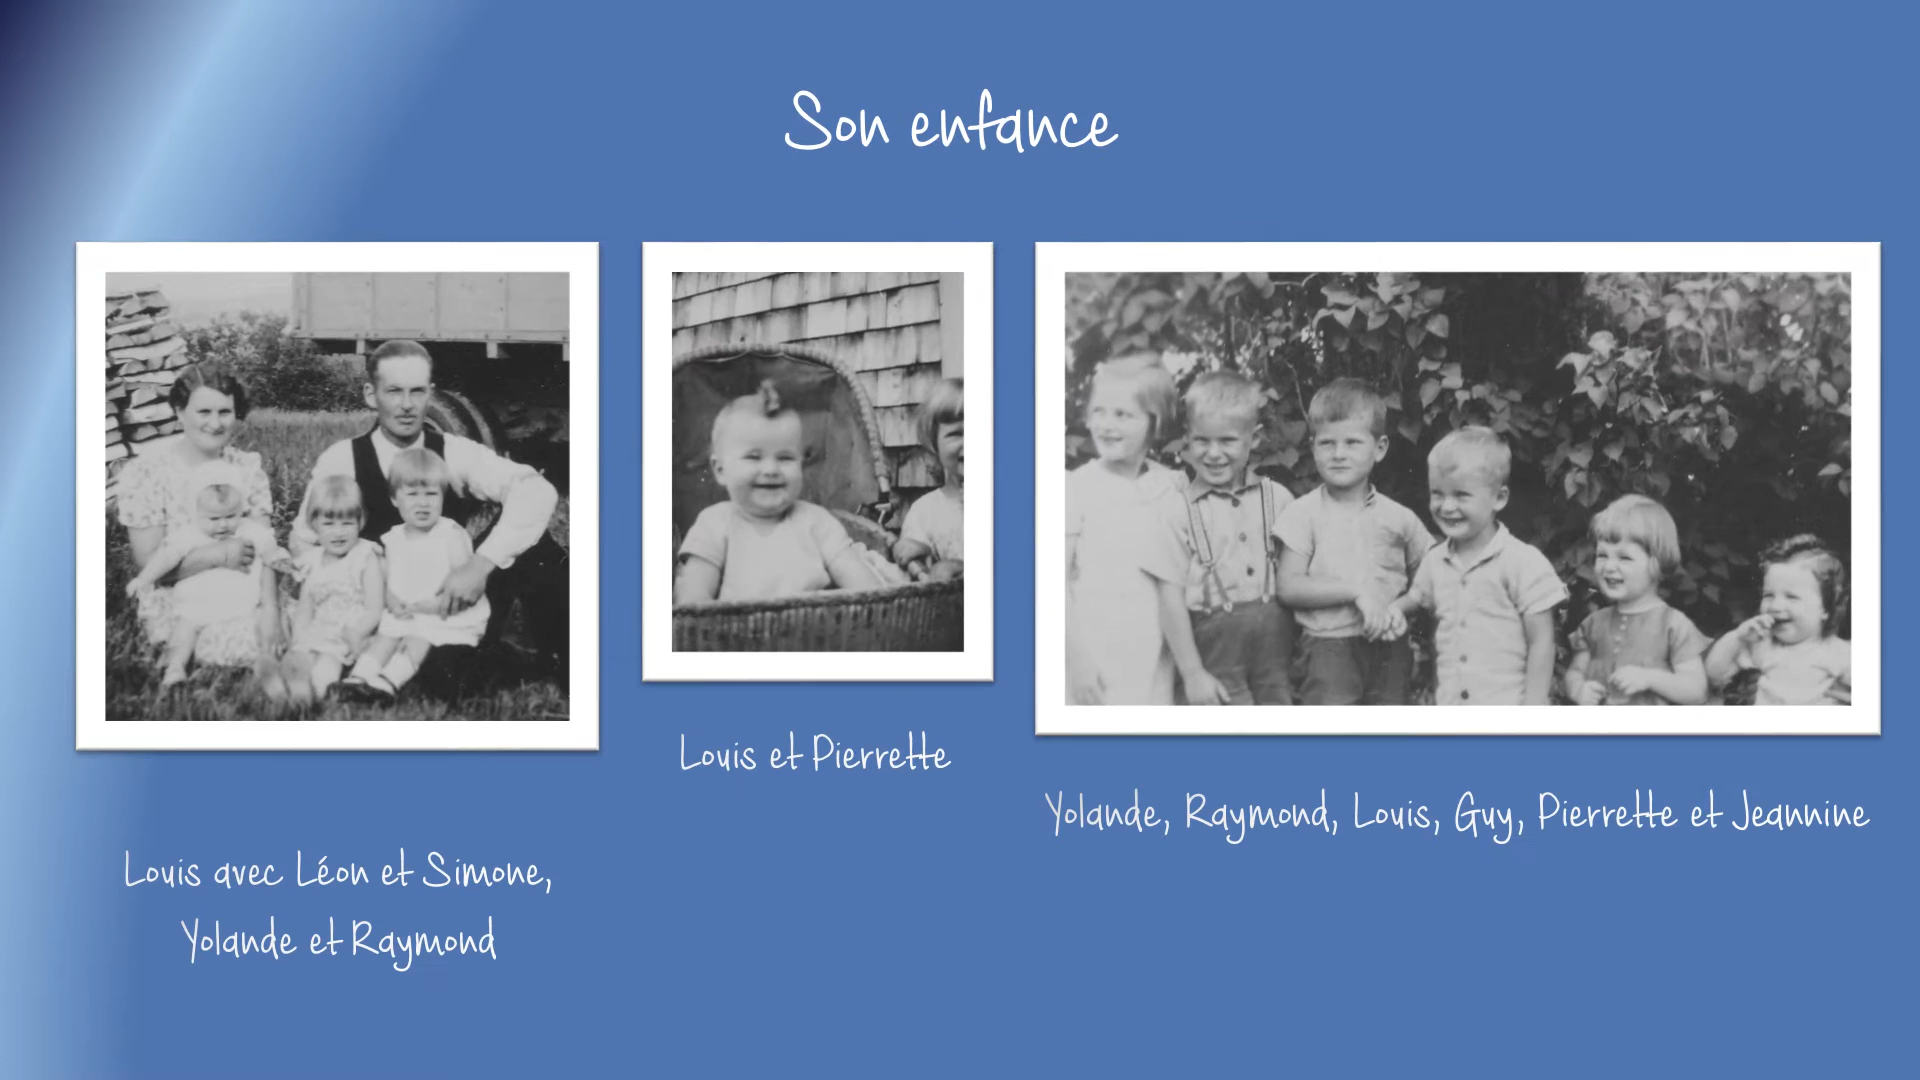 Son enfance
Louis et Pierrette
Yolande, Raymond, Louis, Guy, Pierrette et Jeannine
Louis avec Léon et Simone,
Yolande et Raymond